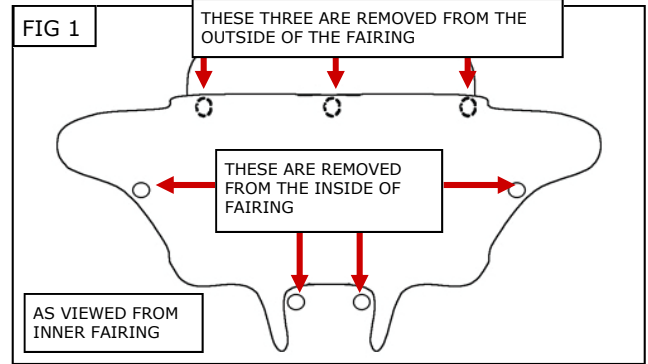 FIG 1
THESE THREE ARE REMOVED FROM THE
OUTSIDE OF THE FAIRING
THESE ARE REMOVED
FROM THE INSIDE OF
FAIRING
AS VIEWED FROM
INNER FAIRING